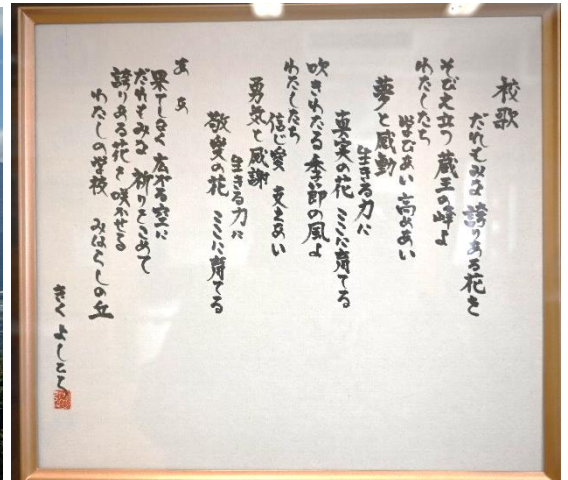 校歌
だれもみな 誇りある花を
そびえ立つ 蔵王の峰よ
わたしたち
学びあい 高めあい
夢と感動
生きる力に
真実の花 ここに育てる
吹きわたる 季節の風よ
わたしたち
信じ愛 支えあい
勇気と感謝
生きる力に
敬愛の花 ここに育てる
ああ
果てしなく 広がる空に
だれもみな 祈りをこめて
誇りある花を 咲かせる
わたしの学校 みはらしの丘
きく よしひろ